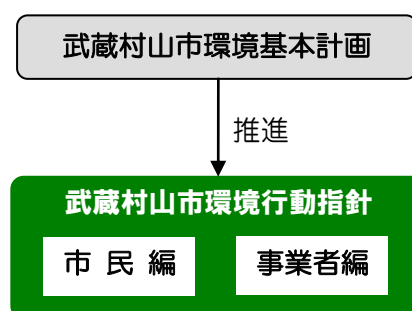 武蔵村山市環境基本計画
推進
武蔵村山市環境行動指針
市民編 事業者編